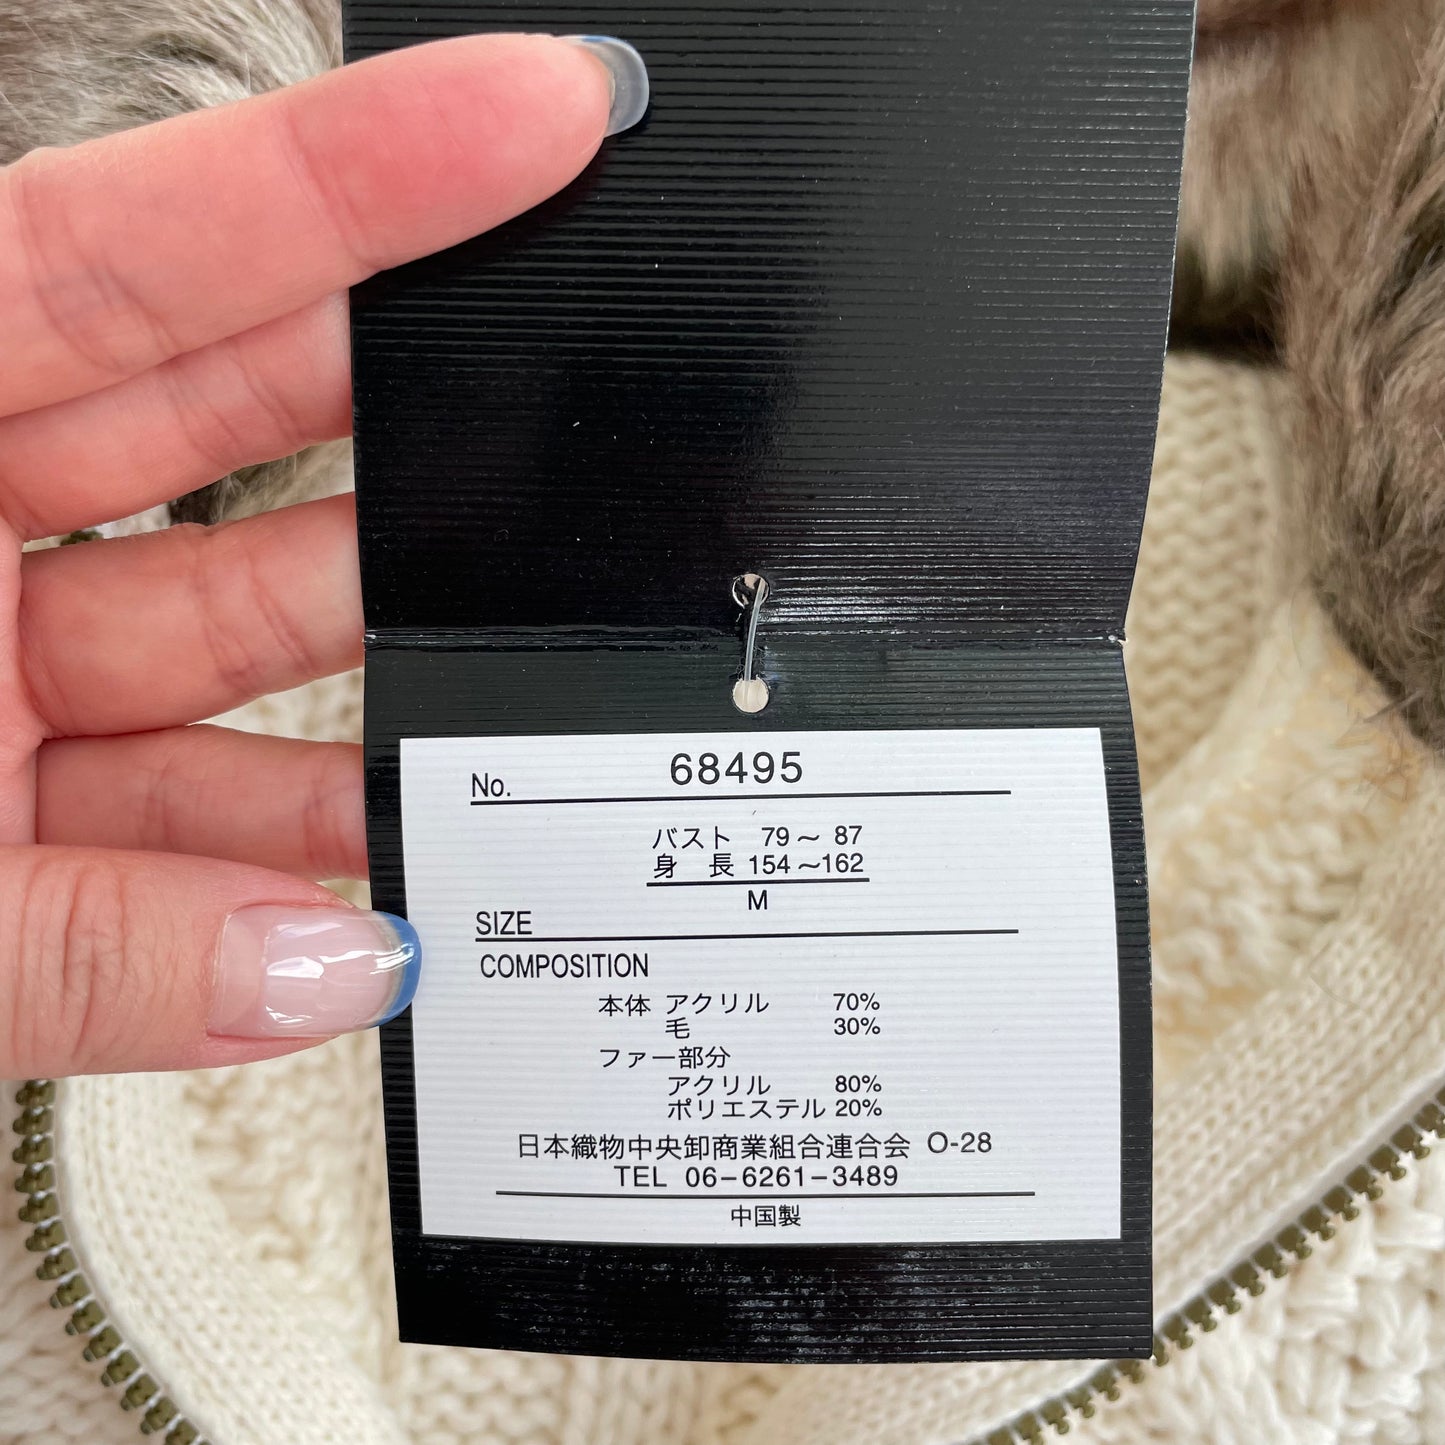 No. 68495
バスト 79～ 87
身 長 154～162
M
SIZE
COMPOSITION
本体 アクリル 70%
毛 30%
ファー部分
アクリル 80%
ポリエステル 20%
日本織物中央卸商業組合連合会 O-28
TEL 06-6261-3489
中国製